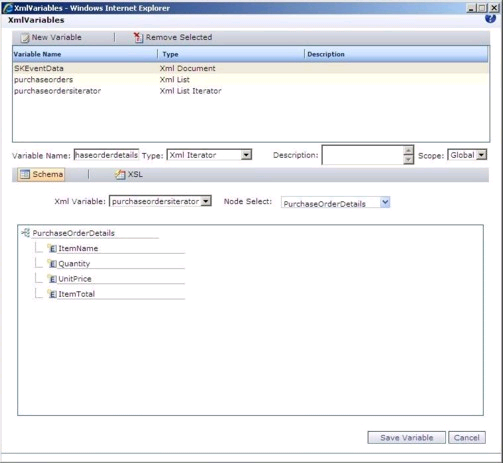 XmlVariables - Windows Internet Explorer
XmlVariables
New Variable Remove Selected
Variable Name Type Description
SKEventData Xml Document
purchaseorders Xml List
purchaseordersiterator Xml List Iterator
Variable Name: haseorderdetails Type: Xml Iterator Description: Scope: Global
Schema XSL
Xml Variable: purchaseordersiterator Node Select: PurchaseOrderDetails
PurchaseOrderDetails
E ItemName
E Quantity
E UnitPrice
E ItemTotal
Save Variable Cancel